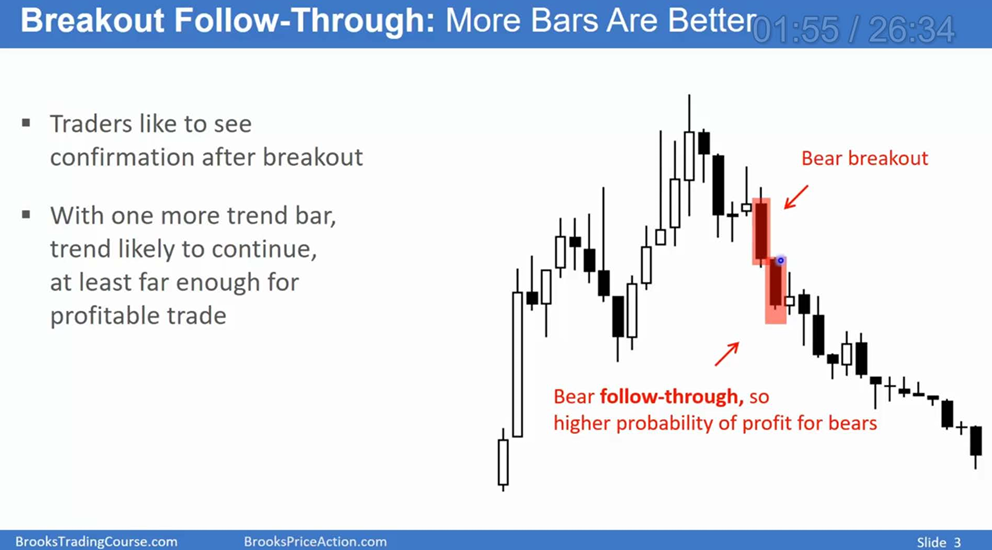 Breakout Follow-Through: More Bars Are Better
01:55 / 26:34
▪ Traders like to see
confirmation after breakout
▪ With one more trend bar,
trend likely to continue,
at least far enough for
profitable trade
Bear breakout
Bear follow-through, so
higher probability of profit for bears
BrooksTradingCourse.com
BrooksPriceAction.com
Slide 3